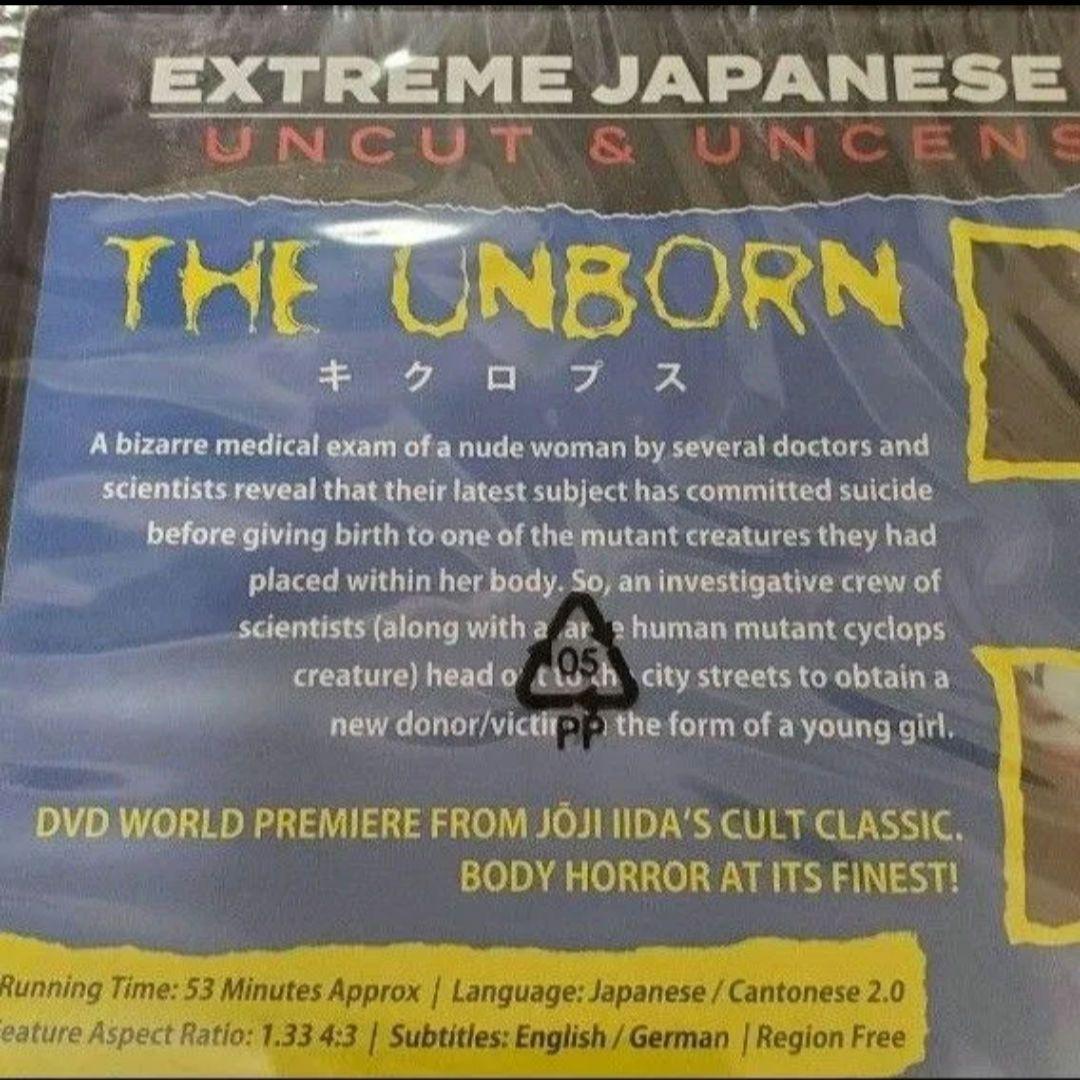 EXTREME JAPANESE
UNCUT & UNCENS
THE UNBORN
キクロプス
A bizarre medical exam of a nude woman by several doctors and
scientists reveal that their latest subject has committed suicide
before giving birth to one of the mutant creatures they had
placed within her body. So, an investigative crew of
scientists (along with a human mutant cyclops
creature) head city streets to obtain a
new donor/victim the form of a young girl.
05
PP
DVD WORLD PREMIERE FROM JŌJI IIDA'S CULT CLASSIC.
BODY HORROR AT ITS FINEST!
Running Time: 53 Minutes Approx | Language: Japanese / Cantonese 2.0
eature Aspect Ratio: 1.33 4:3 | Subtitles: English / German | Region Free